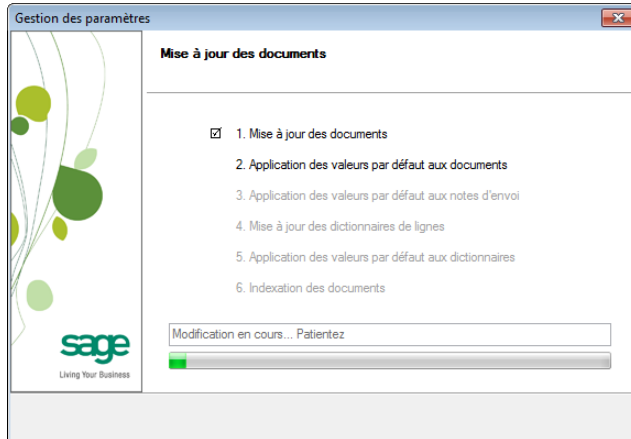 Gestion des paramètres
Mise à jour des documents
1. Mise à jour des documents
2. Application des valeurs par défaut aux documents
3. Application des valeurs par défaut aux notes d'envoi
4. Mise à jour des dictionnaires de lignes
5. Application des valeurs par défaut aux dictionnaires
6. Indexation des documents
Modification en cours... Patientez
sage
Living Your Business